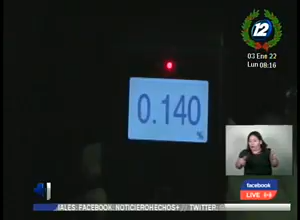 12
03 Ene 22
Lun 08:16
0.140
%
facebook
LIVE
IALES: FACEBOOK: NOTICIEROHECHOS+/ TWITTER